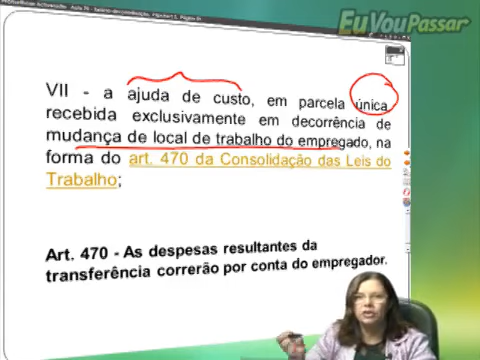 EuVouPassar
VII - a ajuda de custo, em parcela única
recebida exclusivamente em decorrência de
mudança de local de trabalho do empregado, na
forma do art. 470 da Consolidação das Leis do
Trabalho;
Art. 470 - As despesas resultantes da
transferência correrão por conta do empregador.